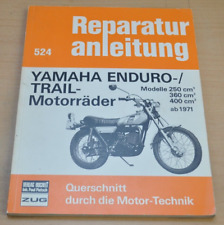 Reparatur
anleitung
524
YAMAHA ENDURO-/
TRAIL-
Motorräder
Modelle 250 cm³
360 cm³
400 cm³
ab 1971
ZUG
Querschnitt
durch die Motor-Technik